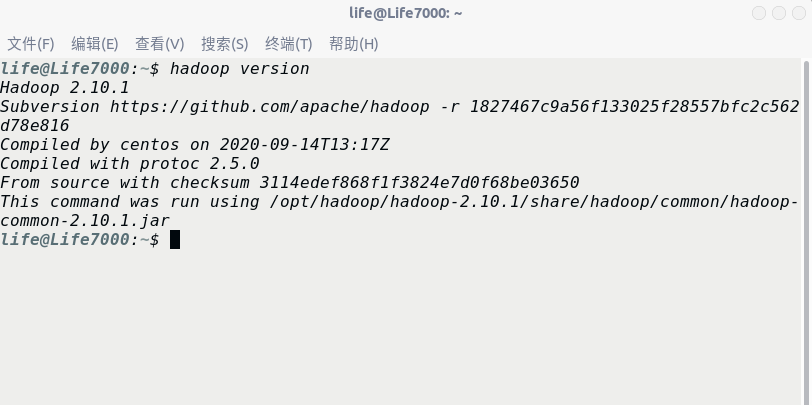 life@Life7000: ~
文件(F) 编辑(E) 查看(V) 搜索(S) 终端(T) 帮助(H)
life@Life7000:~$ hadoop version
Hadoop 2.10.1
Subversion https://github.com/apache/hadoop -r 1827467c9a56f133025f28557bfc2c562
d78e816
Compiled by centos on 2020-09-14T13:17Z
Compiled with protoc 2.5.0
From source with checksum 3114edef868f1f3824e7d0f68be03650
This command was run using /opt/hadoop/hadoop-2.10.1/share/hadoop/common/hadoop-
common-2.10.1.jar
life@Life7000:~$